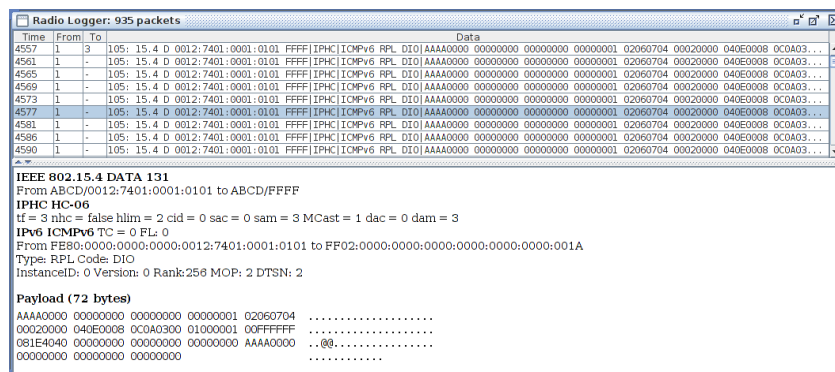 Radio Logger: 935 packets
Time From To Data
4557 1 3 105: 15.4 D 0012:7401:0001:0101 FFFF|IPHC|ICMPv6 RPL DIO|AAAA0000 00000000 00000000 00000001 02060704 00020000 040E0008 0C0A03...
4561 1 - 105: 15.4 D 0012:7401:0001:0101 FFFF|IPHC|ICMPv6 RPL DIO|AAAA0000 00000000 00000000 00000001 02060704 00020000 040E0008 0C0A03...
4565 1 - 105: 15.4 D 0012:7401:0001:0101 FFFF|IPHC|ICMPv6 RPL DIO|AAAA0000 00000000 00000000 00000001 02060704 00020000 040E0008 0C0A03...
4569 1 - 105: 15.4 D 0012:7401:0001:0101 FFFF|IPHC|ICMPv6 RPL DIO|AAAA0000 00000000 00000000 00000001 02060704 00020000 040E0008 0C0A03...
4573 1 - 105: 15.4 D 0012:7401:0001:0101 FFFF|IPHC|ICMPv6 RPL DIO|AAAA0000 00000000 00000000 00000001 02060704 00020000 040E0008 0C0A03...
4577 1 - 105: 15.4 D 0012:7401:0001:0101 FFFF|IPHC|ICMPv6 RPL DIO|AAAA0000 00000000 00000000 00000001 02060704 00020000 040E0008 0C0A03...
4581 1 - 105: 15.4 D 0012:7401:0001:0101 FFFF|IPHC|ICMPv6 RPL DIO|AAAA0000 00000000 00000000 00000001 02060704 00020000 040E0008 0C0A03...
4586 1 - 105: 15.4 D 0012:7401:0001:0101 FFFF|IPHC|ICMPv6 RPL DIO|AAAA0000 00000000 00000000 00000001 02060704 00020000 040E0008 0C0A03...
4590 1 - 105: 15.4 D 0012:7401:0001:0101 FFFF|IPHC|ICMPv6 RPL DIO|AAAA0000 00000000 00000000 00000001 02060704 00020000 040E0008 0C0A03...
IEEE 802.15.4 DATA 131
From ABCD/0012:7401:0001:0101 to ABCD/FFFF
IPHC HC-06
tf = 3 nhc = false hlim = 2 cid = 0 sac = 0 sam = 3 MCast = 1 dac = 0 dam = 3
IPv6 ICMPv6 TC = 0 FL: 0
From FE80:0000:0000:0000:0012:7401:0001:0101 to FF02:0000:0000:0000:0000:0000:0000:001A
Type: RPL Code: DIO
InstanceID: 0 Version: 0 Rank:256 MOP: 2 DTSN: 2
Payload (72 bytes)
AAAA0000 00000000 00000000 00000001 02060704 ....................
00020000 040E0008 0C0A0300 01000001 00FFFFFF ....................
081E4040 00000000 00000000 00000000 AAAA0000 ..@@................
00000000 00000000 00000000 ............